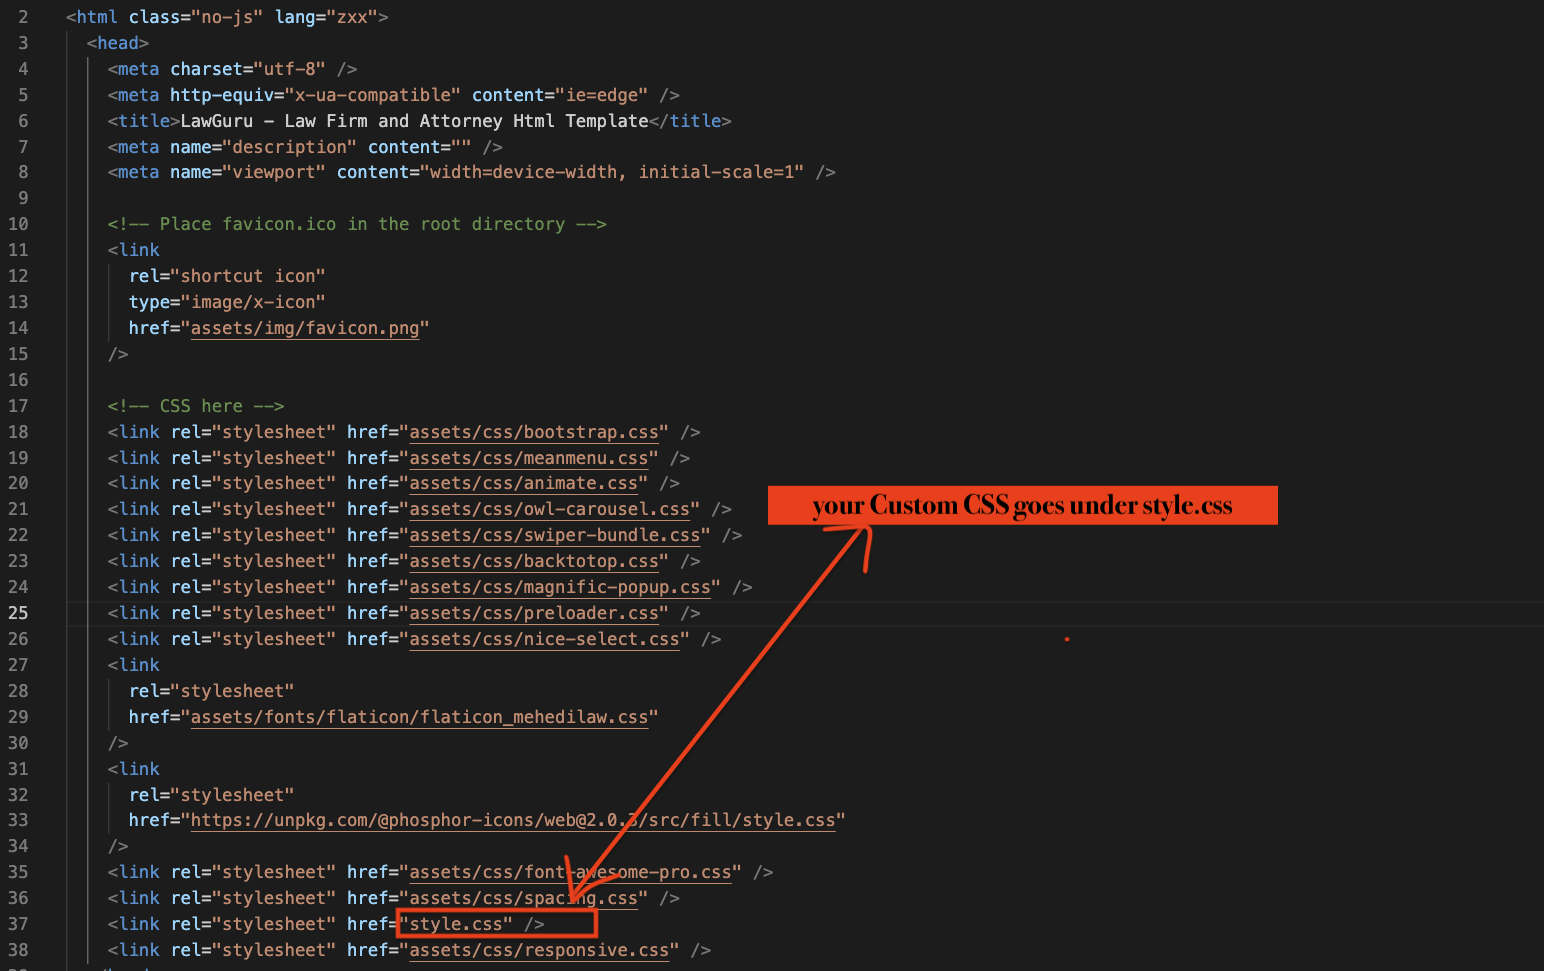 2 <html class="no-js" lang="zxx">
3 <head>
4 <meta charset="utf-8" />
5 <meta http-equiv="x-ua-compatible" content="ie=edge" />
6 <title>LawGuru - Law Firm and Attorney Html Template</title>
7 <meta name="description" content="" />
8 <meta name="viewport" content="width=device-width, initial-scale=1" />
9
10 <!-- Place favicon.ico in the root directory -->
11 <link
12 rel="shortcut icon"
13 type="image/x-icon"
14 href="assets/img/favicon.png"
15 />
16
17 <!-- CSS here -->
18 <link rel="stylesheet" href="assets/css/bootstrap.css" />
19 <link rel="stylesheet" href="assets/css/meanmenu.css" />
20 <link rel="stylesheet" href="assets/css/animate.css" />
21 <link rel="stylesheet" href="assets/css/owl-carousel.css" />
your Custom CSS goes under style.css
22 <link rel="stylesheet" href="assets/css/swiper-bundle.css" />
23 <link rel="stylesheet" href="assets/css/backtotop.css" />
24 <link rel="stylesheet" href="assets/css/magnific-popup.css" />
25 <link rel="stylesheet" href="assets/css/preloader.css" />
26 <link rel="stylesheet" href="assets/css/nice-select.css" />
27 <link
28 rel="stylesheet"
29 href="assets/fonts/flaticon/flaticon_mehedilaw.css"
30 />
31 <link
32 rel="stylesheet"
33 href="https://unpkg.com/@phosphor-icons/web@2.0.3/src/fill/style.css"
34 />
35 <link rel="stylesheet" href="assets/css/font-awesome-pro.css" />
36 <link rel="stylesheet" href="assets/css/spacing.css" />
37 <link rel="stylesheet" href="style.css" />
38 <link rel="stylesheet" href="assets/css/responsive.css" />